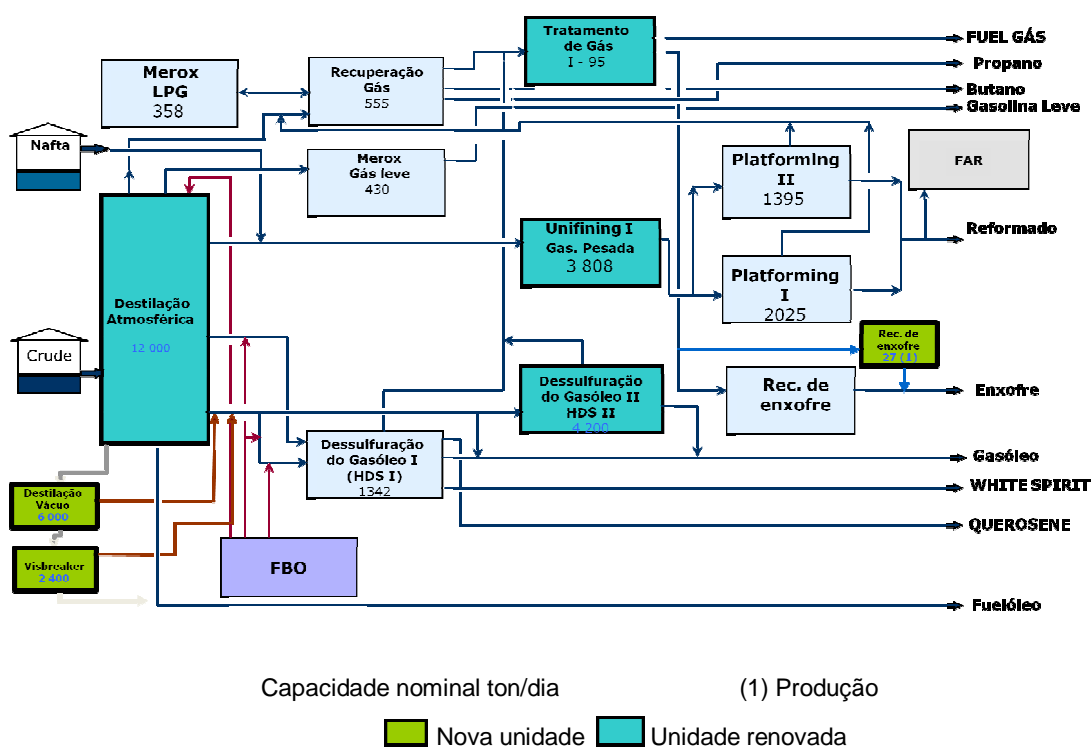 Tratamento
de Gás
I - 95
FUEL GÁS
Propano
Butano
Gasolina Leve
Merox
LPG
358
Recuperação
Gás
555
Nafta
Merox
Gás leve
430
Platforming
II
1395
FAR
Unifining I
Gas. Pesada
3 808
Reformado
Platforming
I
2025
Destilação
Atmosférica
12 000
Crude
Rec. de
enxofre
27 (1)
Dessulfuração
do Gasóleo II
HDS II
4 200
Rec. de
enxofre
Enxofre
Dessulfuração
do Gasóleo I
(HDS I)
1342
Gasóleo
WHITE SPIRIT
QUEROSENE
Destilação
Vácuo
6 000
Visbreaker
2 400
FBO
Fuelóleo
Capacidade nominal ton/dia
(1) Produção
Nova unidade
Unidade renovada